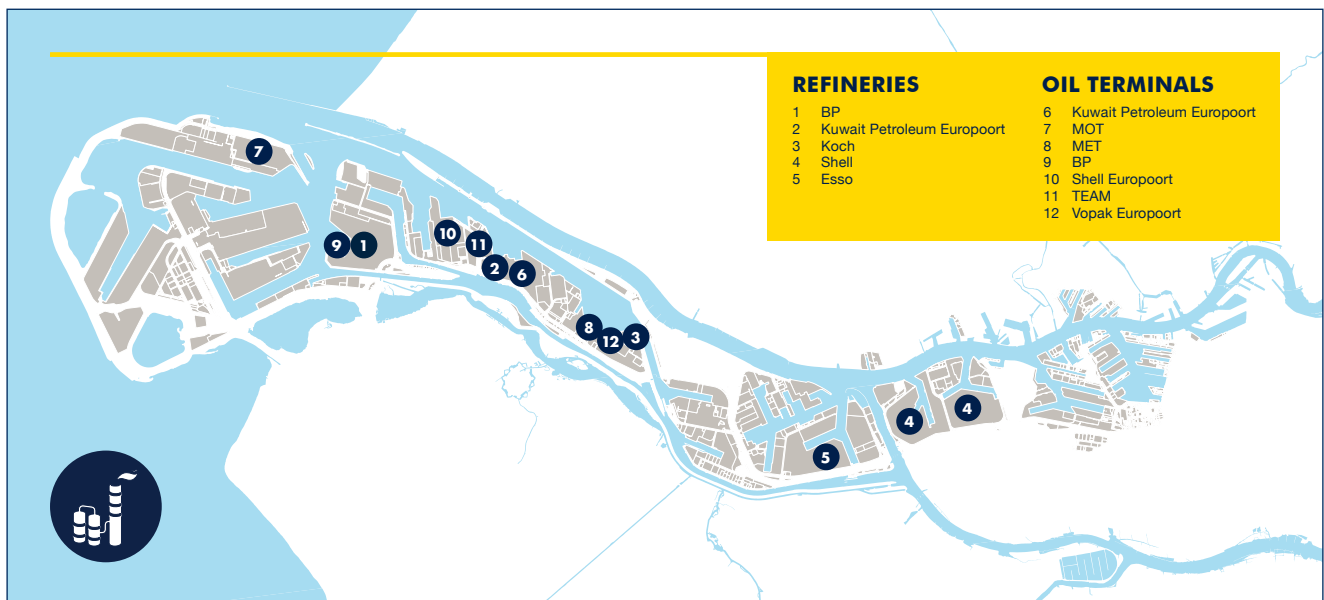 REFINERIES
1 BP
2 Kuwait Petroleum Europoort
3 Koch
4 Shell
5 Esso
OIL TERMINALS
6 Kuwait Petroleum Europoort
7 MOT
8 MET
9 BP
10 Shell Europoort
11 TEAM
12 Vopak Europoort
7
10
11
9 1
2 6
8 12 3
4
4
5